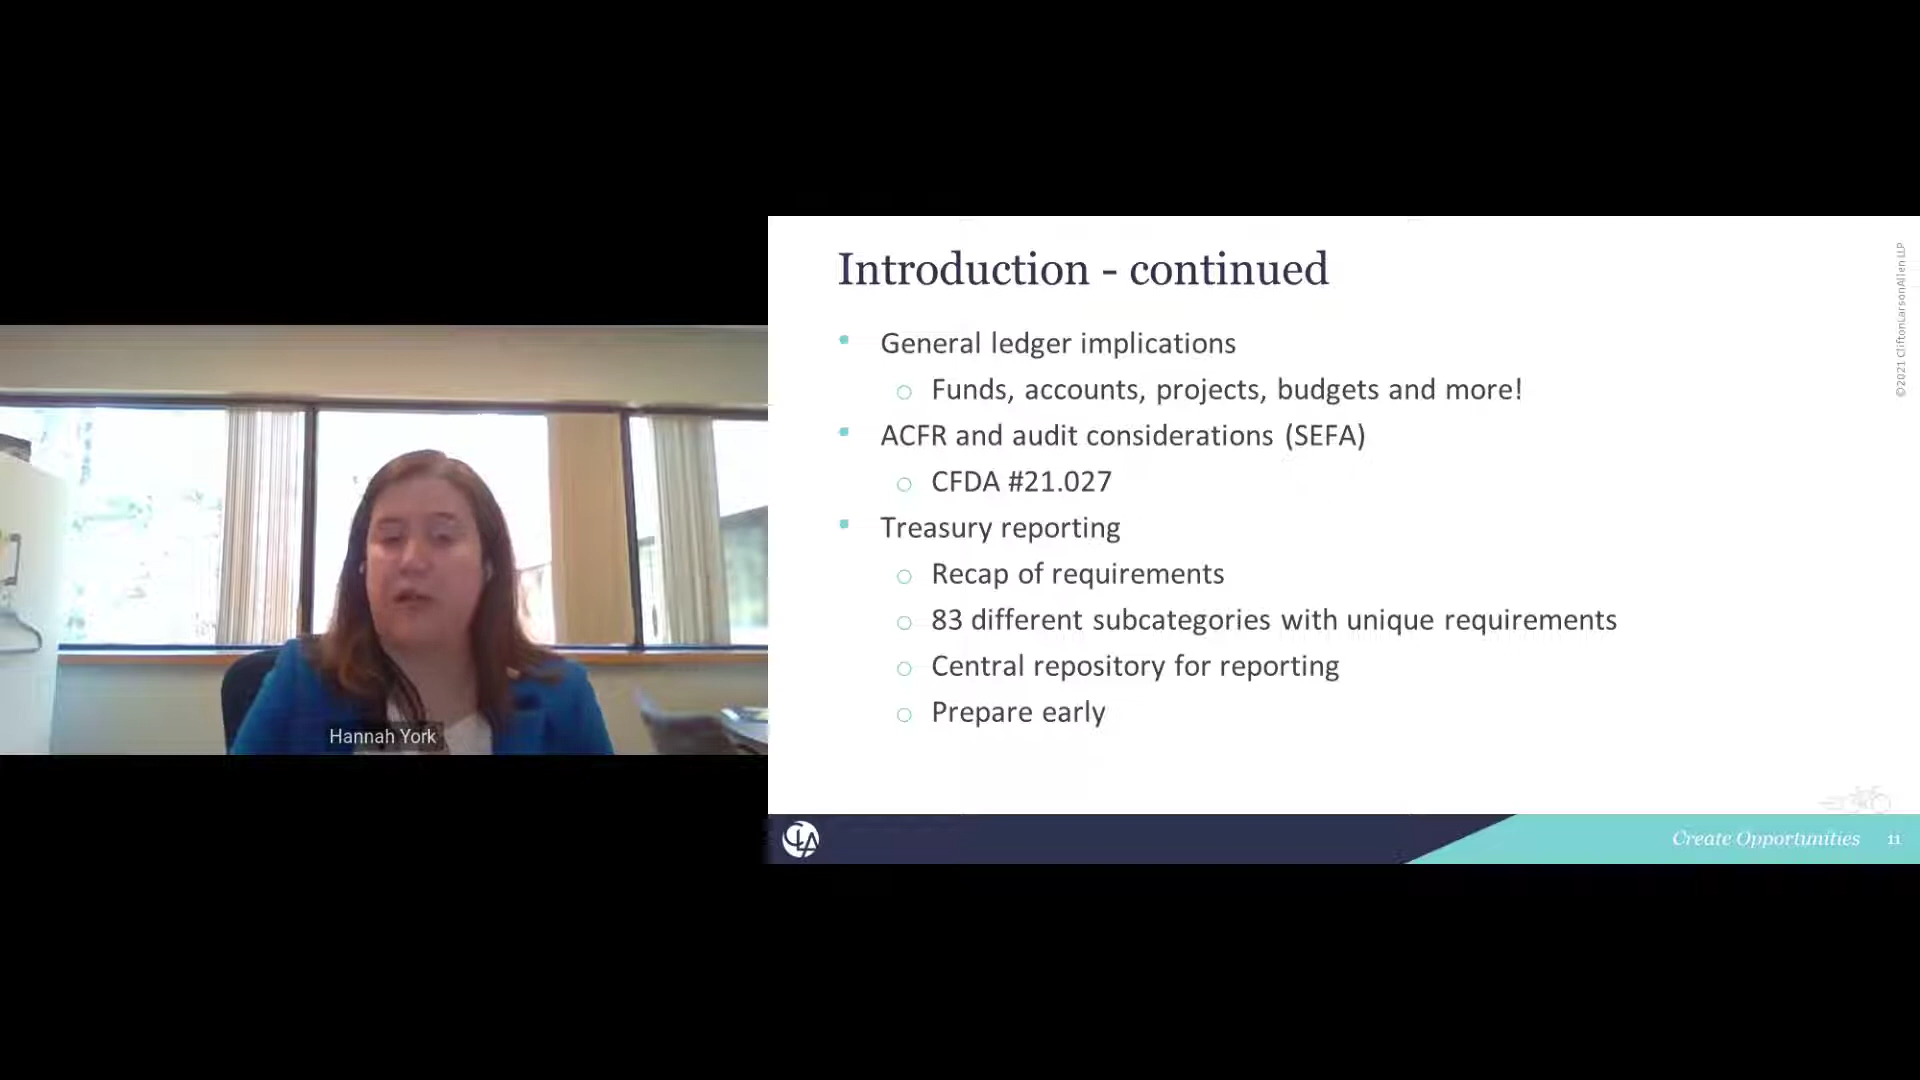 Introduction - continued
General ledger implications
Funds, accounts, projects, budgets and more!
ACFR and audit considerations (SEFA)
CFDA #21.027
Treasury reporting
Recap of requirements
83 different subcategories with unique requirements
Central repository for reporting
Prepare early
©2021 CliftonLarsonAllen LLP
Hannah York
CLA
Create Opportunities 11